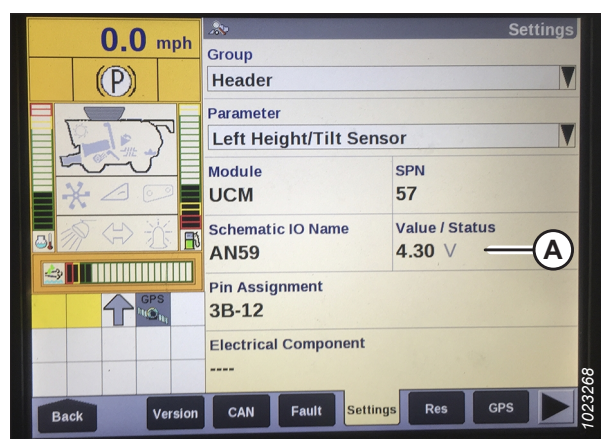 0.0 mph
Settings
Group
Header
Parameter
Left Height/Tilt Sensor
Module
UCM
SPN
57
Schematic IO Name
AN59
Value / Status
4.30 V
A
Pin Assignment
3B-12
Electrical Component
----
(P)
GPS
Back
Version
CAN
Fault
Settings
Res
GPS
1023268